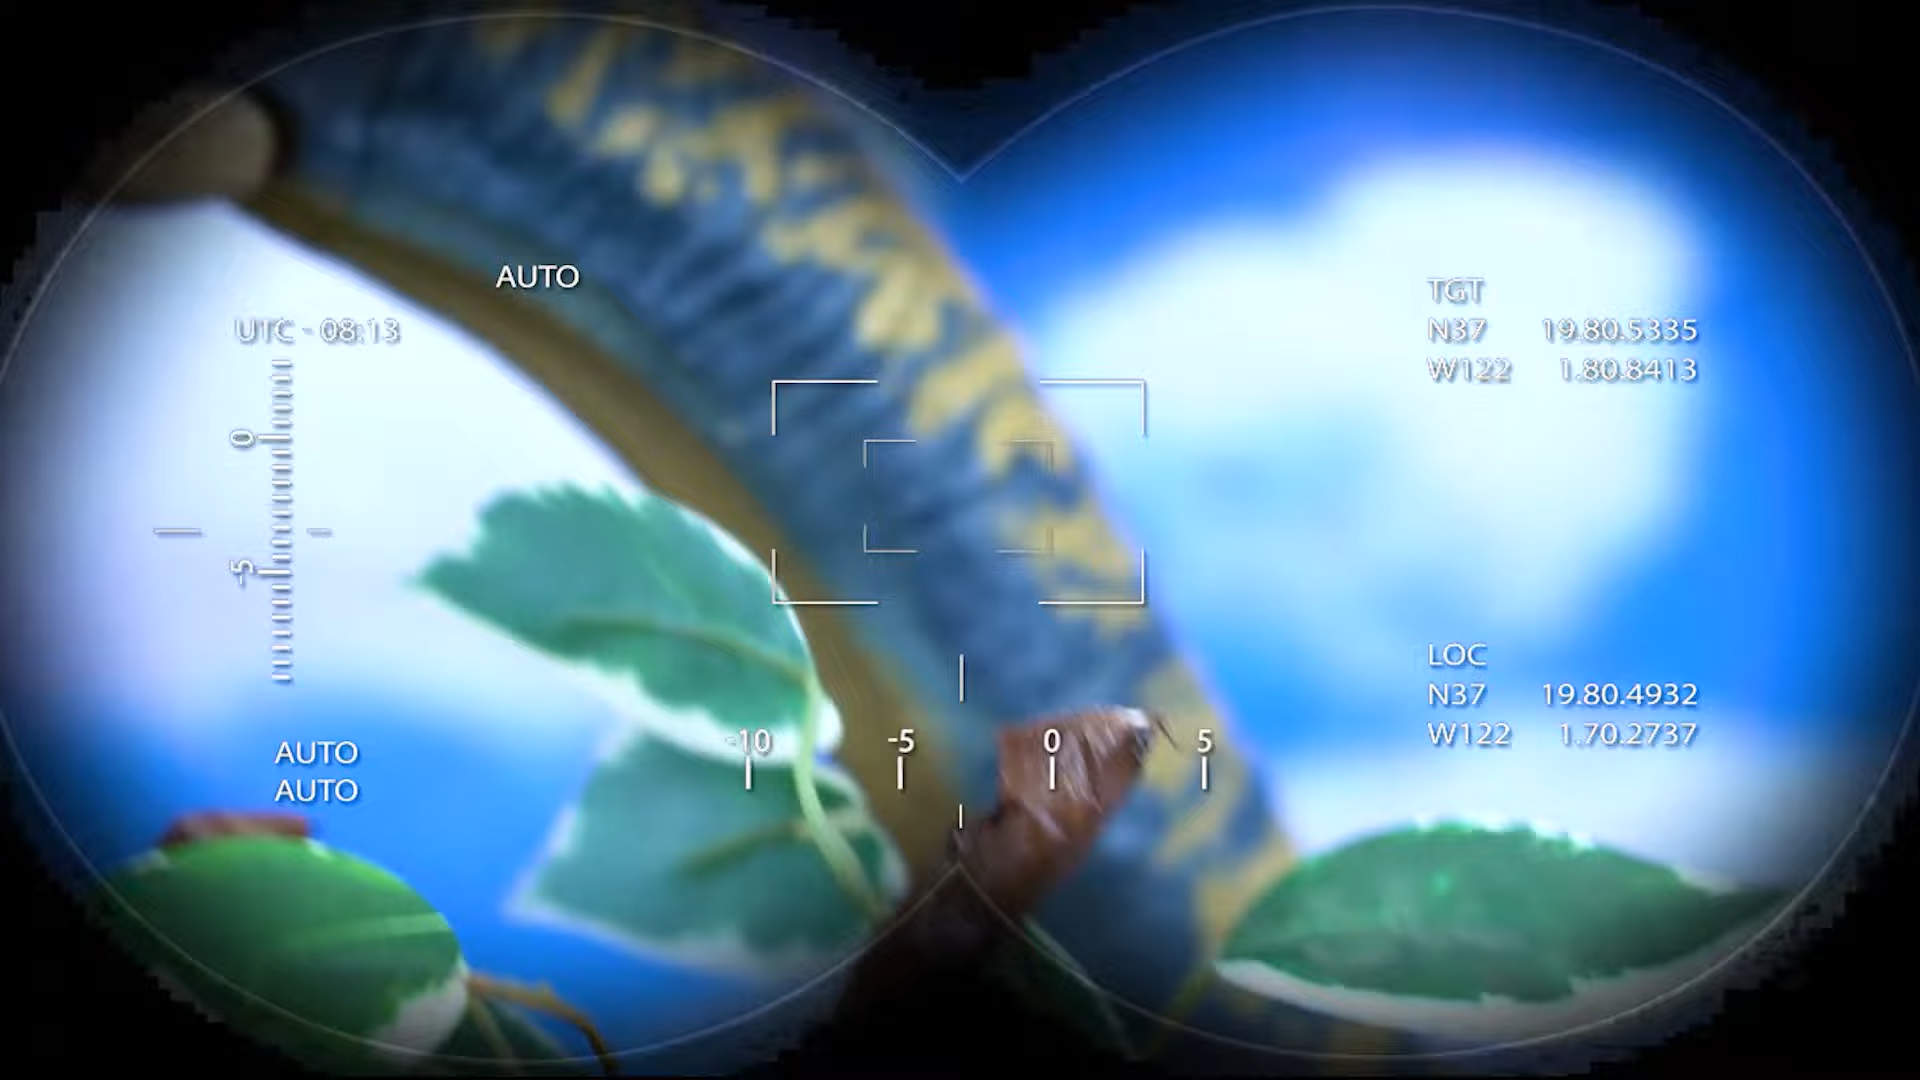 AUTO
UTC - 08:13
0
-5
AUTO
AUTO
-10 -5 0 5
TGT
N37 19.80.5335
W122 1.80.8413
LOC
N37 19.80.4932
W122 1.70.2737